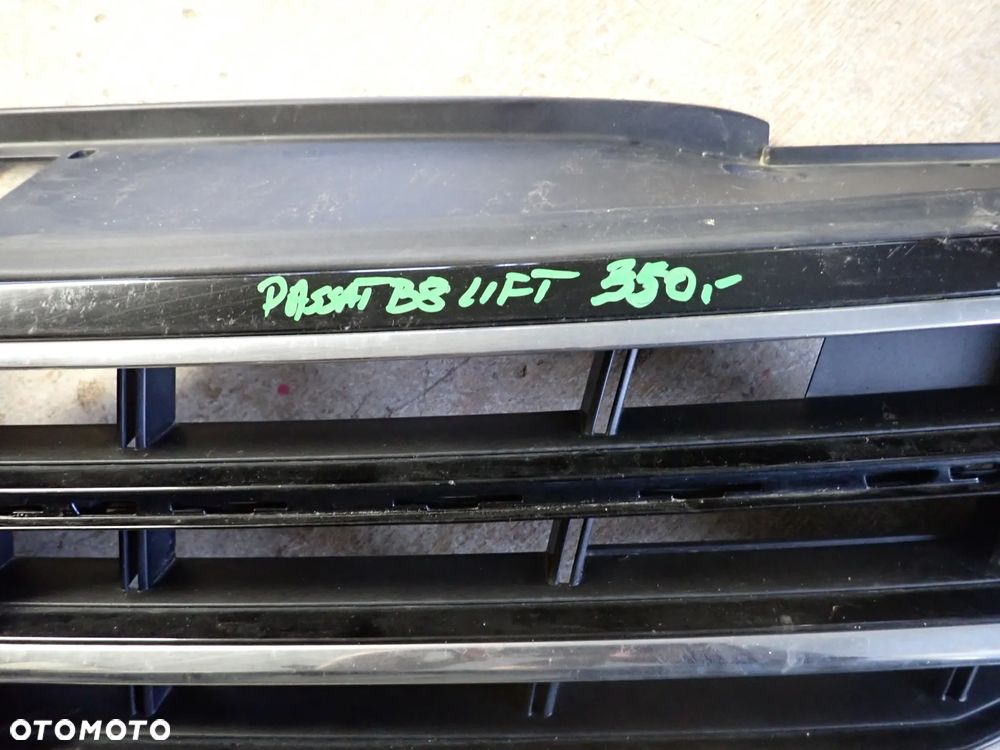 PASSAT B8 LIFT 350,-
OTOMOTO